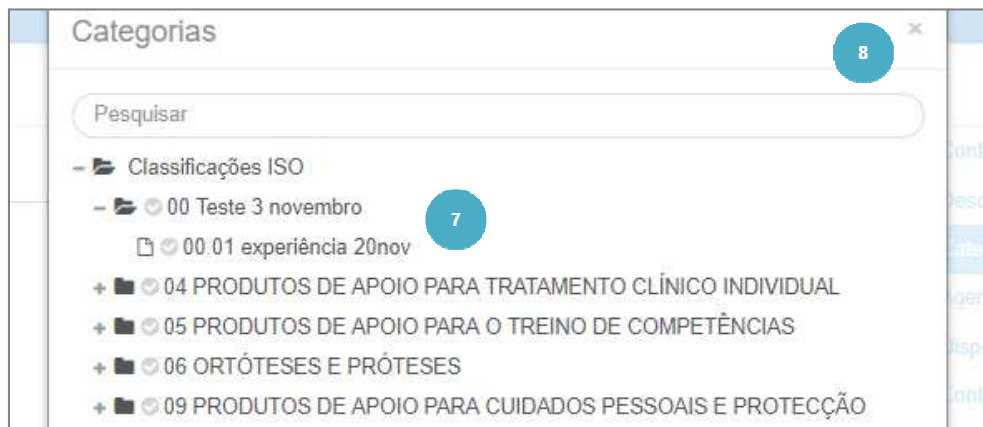 Categorias
×
8
Pesquisar
Classificações ISO
00 Teste 3 novembro
7
00.01 experiência 20nov
04 PRODUTOS DE APOIO PARA TRATAMENTO CLÍNICO INDIVIDUAL
05 PRODUTOS DE APOIO PARA O TREINO DE COMPETÊNCIAS
06 ORTÓTESES E PRÓTESES
09 PRODUTOS DE APOIO PARA CUIDADOS PESSOAIS E PROTECÇÃO